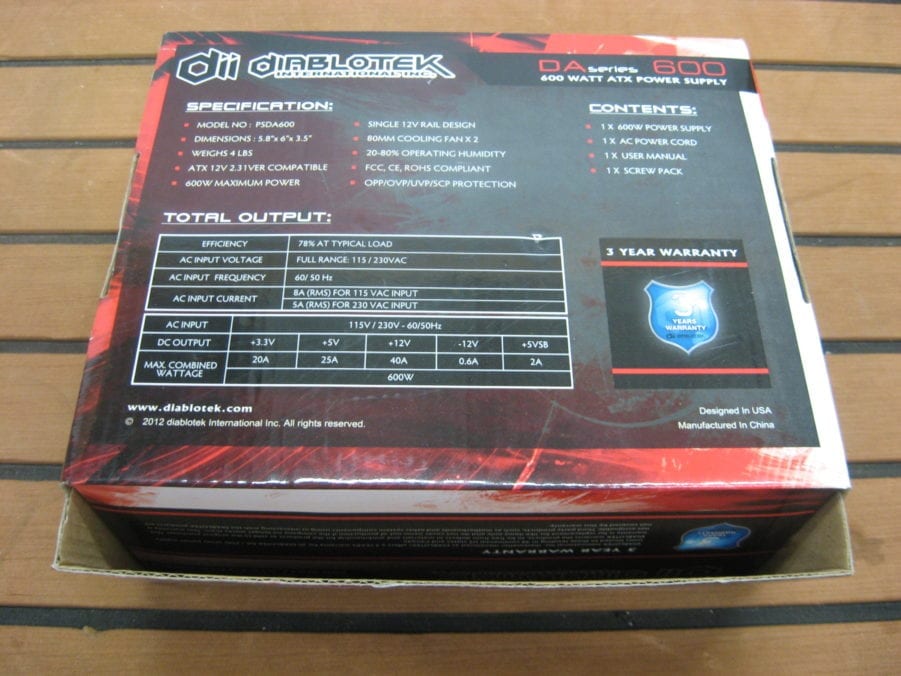 dii DIABLOTEK
INTERNATIONAL INC.
DA series 600
600 WATT ATX POWER SUPPLY
SPECIFICATION:
MODEL NO : PSDA600
DIMENSIONS : 5.8"x 6"x 3.5"
WEIGHS 4 LBS
ATX 12V 2.31VER COMPATIBLE
600W MAXIMUM POWER
SINGLE 12V RAIL DESIGN
80MM COOLING FAN X 2
20-80% OPERATING HUMIDITY
FCC, CE, ROHS COMPLIANT
OPP/OVP/UVP/SCP PROTECTION
CONTENTS:
1 X 600W POWER SUPPLY
1 X AC POWER CORD
1 X USER MANUAL
1 X SCREW PACK
TOTAL OUTPUT:
EFFICIENCY 78% AT TYPICAL LOAD
AC INPUT VOLTAGE FULL RANGE: 115 / 230VAC
AC INPUT FREQUENCY 60/ 50 Hz
AC INPUT CURRENT 8A (RMS) FOR 115 VAC INPUT
5A (RMS) FOR 230 VAC INPUT
AC INPUT 115V / 230V - 60/50Hz
DC OUTPUT +3.3V +5V +12V -12V +5VSB
MAX. COMBINED WATTAGE 20A 25A 40A 0.6A 2A
600W
3 YEAR WARRANTY
3
YEARS
WARRANTY
www.diablotek.com
© 2012 diablotek International Inc. All rights reserved.
Designed In USA
Manufactured In China
3 YEAR WARRANTY